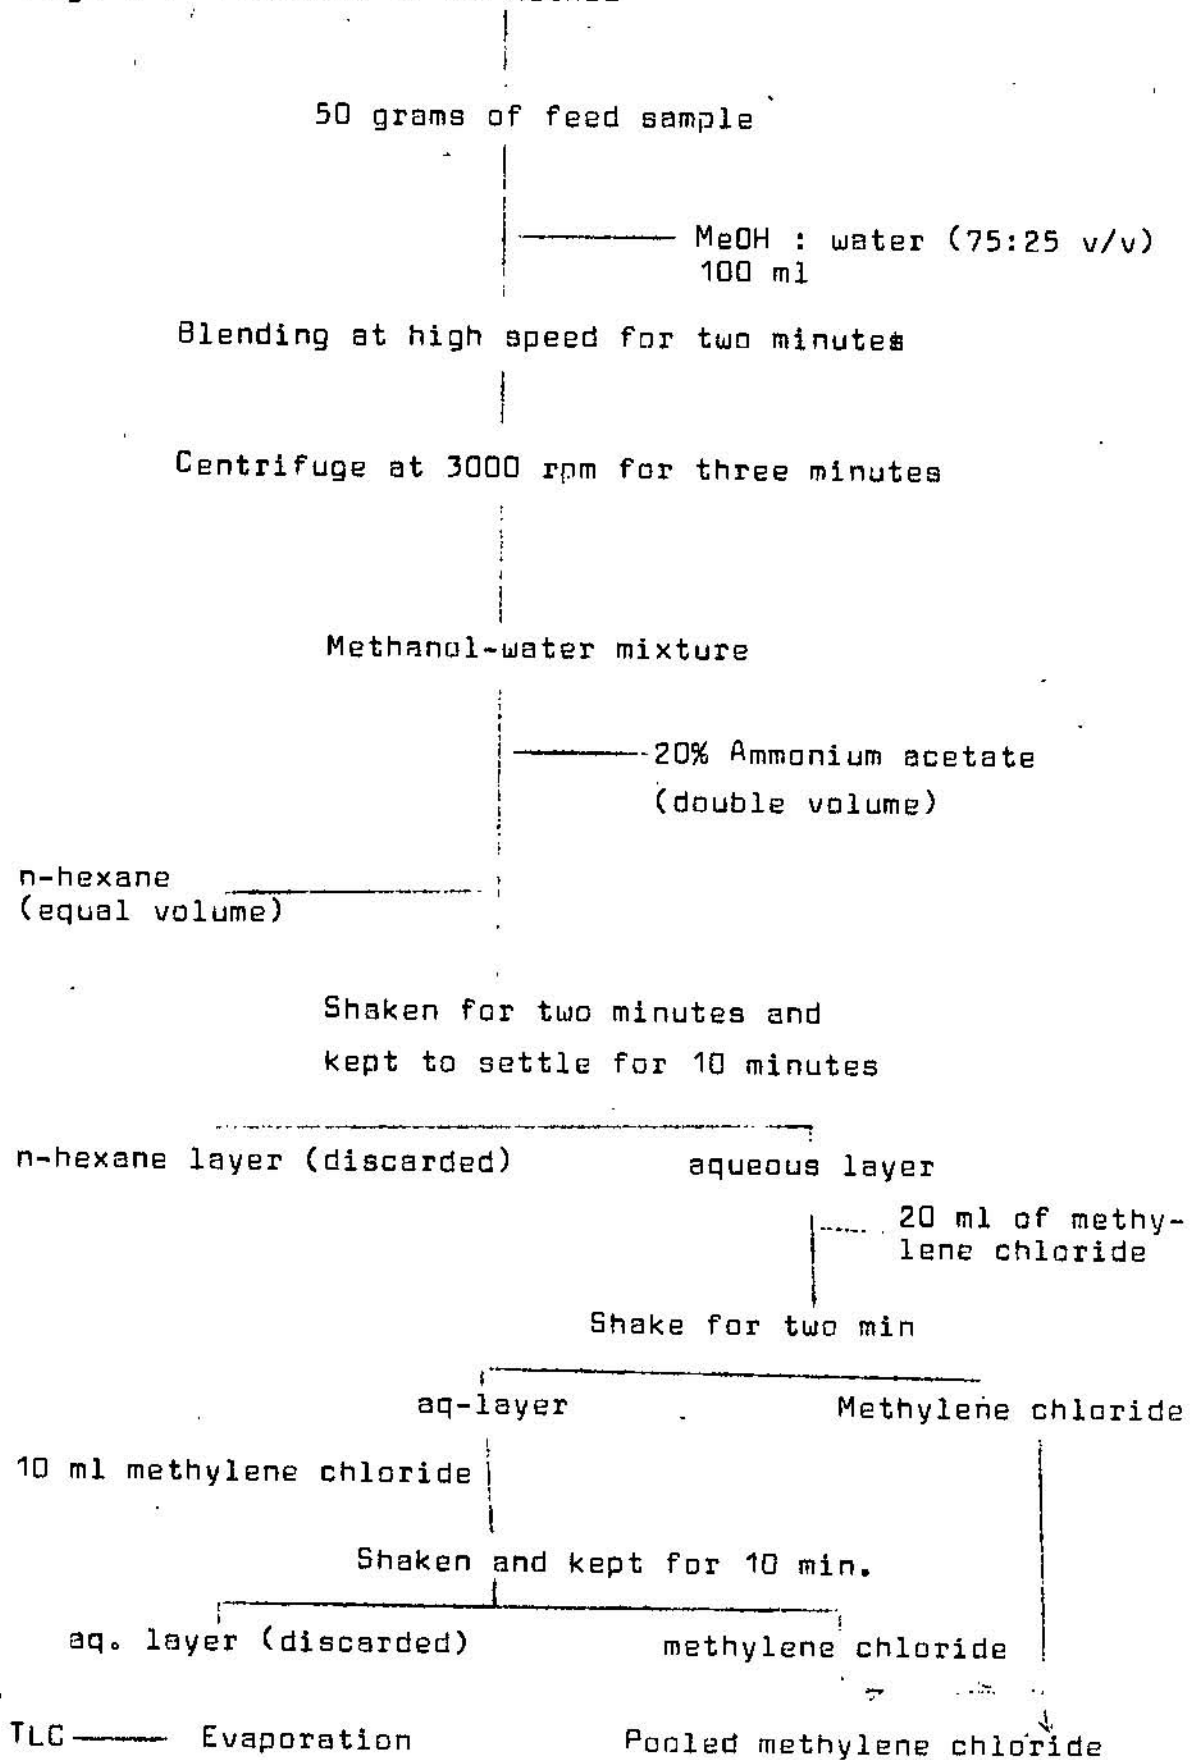 50 grams of feed sample
MeOH : water (75:25 v/v)
100 ml
Blending at high speed for two minutes
Centrifuge at 3000 rpm for three minutes
Methanol-water mixture
20% Ammonium acetate
(double volume)
n-hexane
(equal volume)
Shaken for two minutes and
kept to settle for 10 minutes
n-hexane layer (discarded)
aqueous layer
20 ml of methy-
lene chloride
Shake for two min
aq-layer
Methylene chloride
10 ml methylene chloride
Shaken and kept for 10 min.
aq. layer (discarded)
methylene chloride
TLC
Evaporation
Pooled methylene chloride